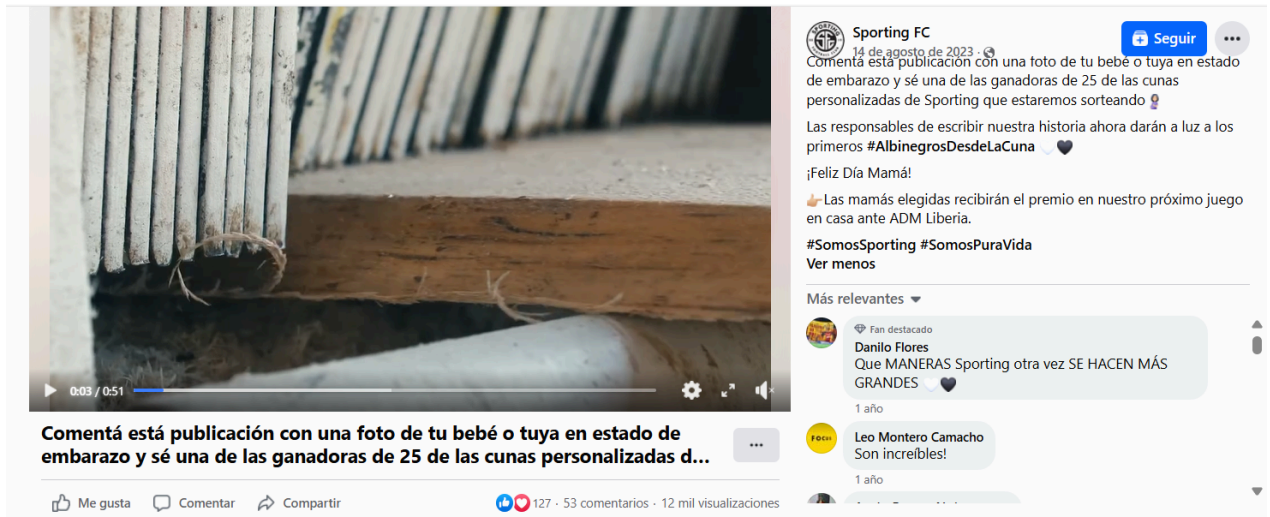 0:03 / 0:51
Comentá está publicación con una foto de tu bebé o tuya en estado de
embarazo y sé una de las ganadoras de 25 de las cunas personalizadas d...
Me gusta
Comentar
Compartir
127 · 53 comentarios · 12 mil visualizaciones
SPORTING
Sporting FC
14 de agosto de 2023 ·
Seguir
Comentá está publicación con una foto de tu bebé o tuya en estado
de embarazo y sé una de las ganadoras de 25 de las cunas
personalizadas de Sporting que estaremos sorteando
Las responsables de escribir nuestra historia ahora darán a luz a los
primeros #AlbinegrosDesdeLaCuna
¡Feliz Día Mamá!
Las mamás elegidas recibirán el premio en nuestro próximo juego
en casa ante ADM Liberia.
#SomosSporting #SomosPuraVida
Ver menos
Más relevantes
Fan destacado
Danilo Flores
Que MANERAS Sporting otra vez SE HACEN MÁS
GRANDES
1 año
FOCUS
Leo Montero Camacho
Son increíbles!
1 año